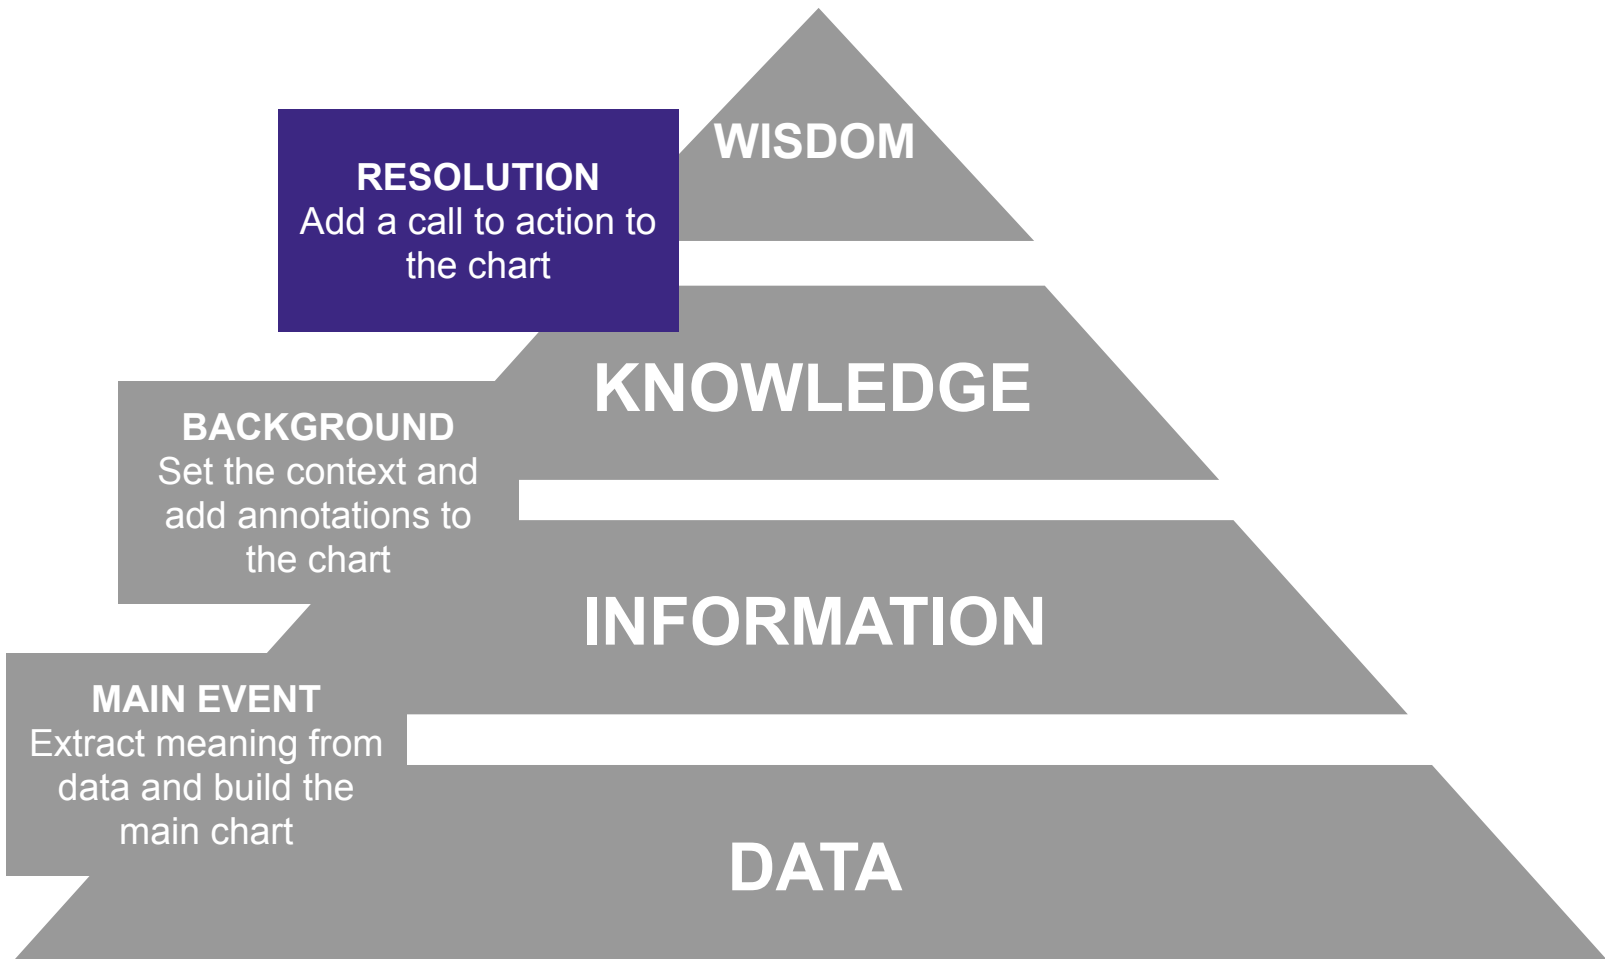 WISDOM
RESOLUTION
Add a call to action to
the chart
KNOWLEDGE
BACKGROUND
Set the context and
add annotations to
the chart
INFORMATION
MAIN EVENT
Extract meaning from
data and build the
main chart
DATA